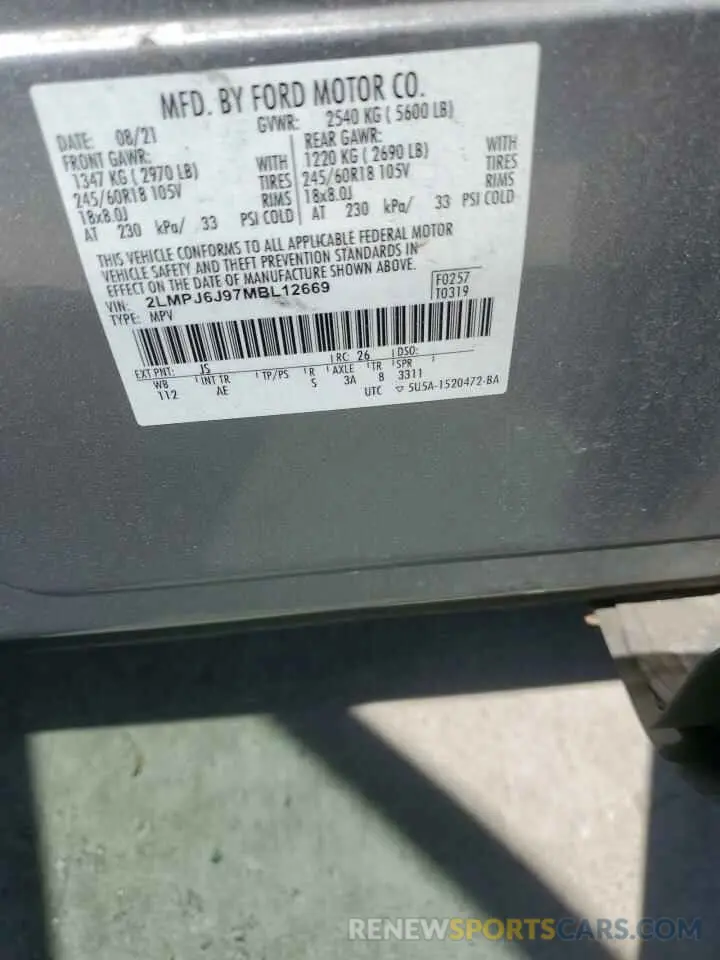 MFD. BY FORD MOTOR CO.
DATE: 08/21 GVWR: 2540 KG ( 5600 LB)
FRONT GAWR: REAR GAWR:
1347 KG ( 2970 LB) WITH 1220 KG ( 2690 LB) WITH
245/60R18 105V TIRES 245/60R18 105V TIRES
18x8.0J RIMS 18x8.0J RIMS
AT 230 kPa/ 33 PSI COLD AT 230 kPa/ 33 PSI COLD
THIS VEHICLE CONFORMS TO ALL APPLICABLE FEDERAL MOTOR
VEHICLE SAFETY AND THEFT PREVENTION STANDARDS IN
EFFECT ON THE DATE OF MANUFACTURE SHOWN ABOVE.
VIN: 2LMPJ6J97MBL12669 F0257
TYPE: MPV T0319
EXT PNT: JS RC: 26 DSO:
WB INT TR TP/PS R AXLE TR SPR
112 AE S 3A 8 3311
UTC 5U5A-1520472-BA
RENEWSPORTSCARS.COM